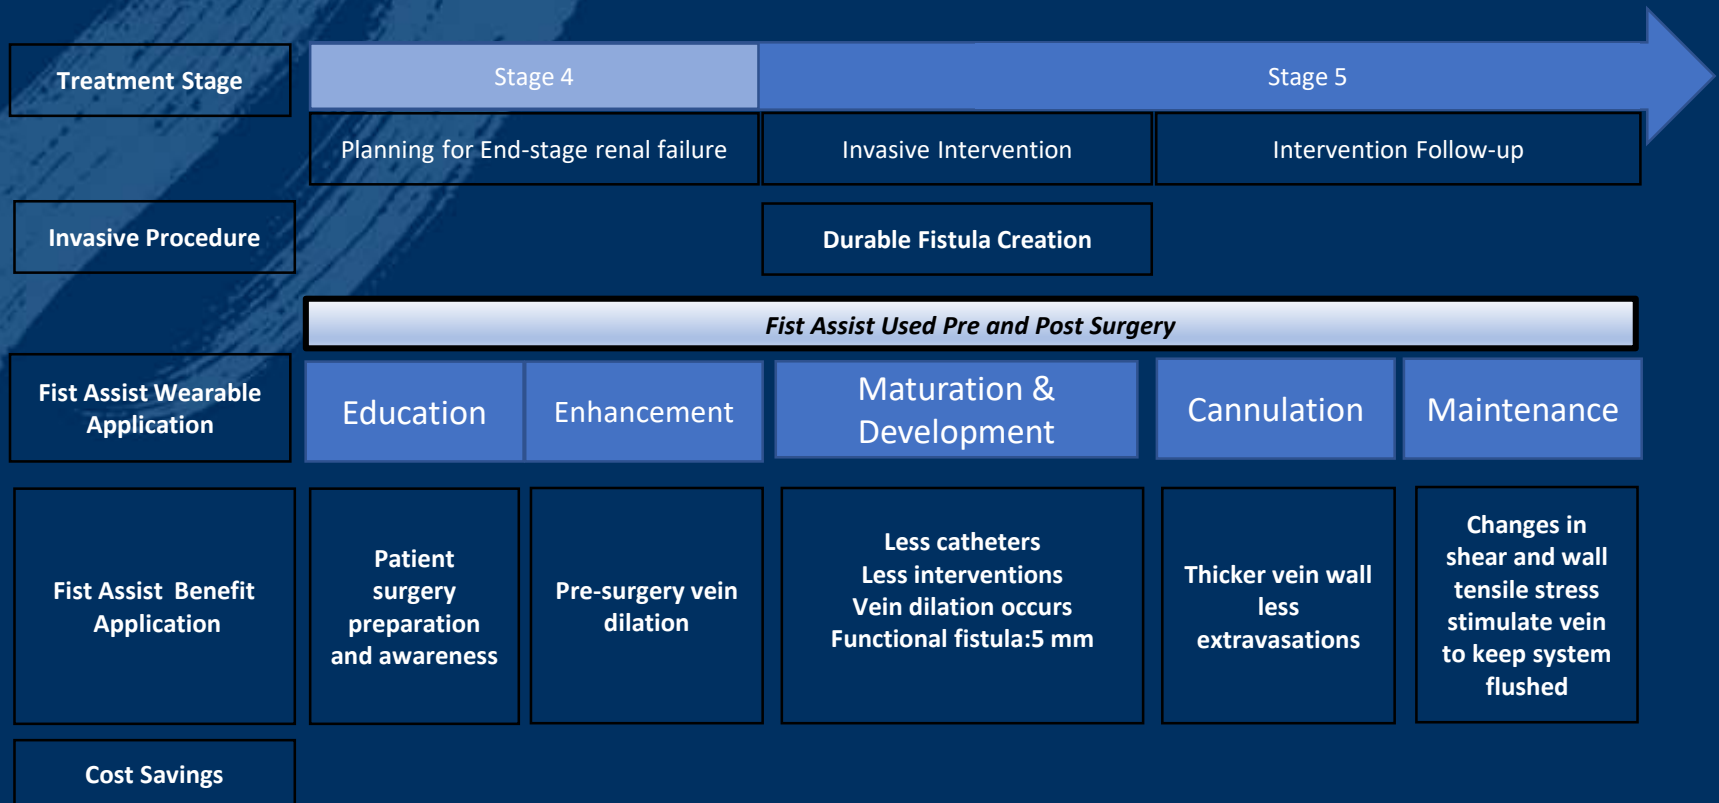 Treatment Stage
Stage 4
Stage 5
Planning for End-stage renal failure
Invasive Intervention
Intervention Follow-up
Invasive Procedure
Durable Fistula Creation
Fist Assist Used Pre and Post Surgery
Fist Assist Wearable
Application
Education
Enhancement
Maturation &
Development
Cannulation
Maintenance
Fist Assist  Benefit
Application
Patient
surgery
preparation
and awareness
Pre-surgery vein
dilation
Less catheters
Less interventions
Vein dilation occurs
Functional fistula:5 mm
Thicker vein wall
less
extravasations
Changes in
shear and wall
tensile stress
stimulate vein
to keep system
flushed
Cost Savings